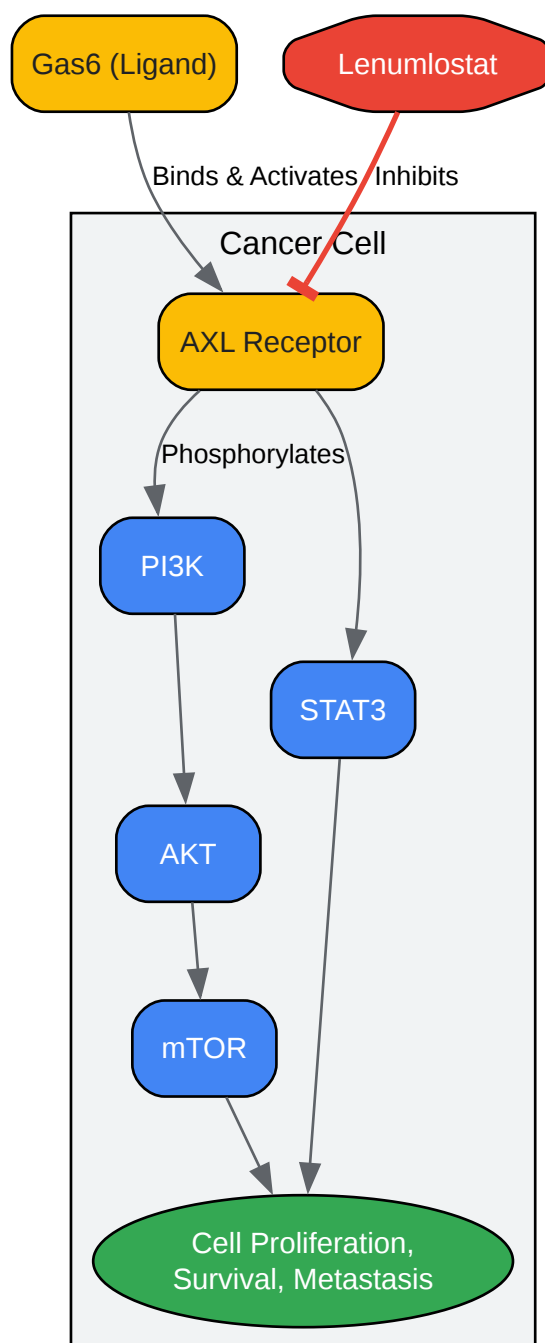 Gas6 (Ligand)
Lenumlostat
Binds & Activates
Inhibits
Cancer Cell
AXL Receptor
Phosphorylates
PI3K
STAT3
AKT
mTOR
Cell Proliferation,
Survival, Metastasis